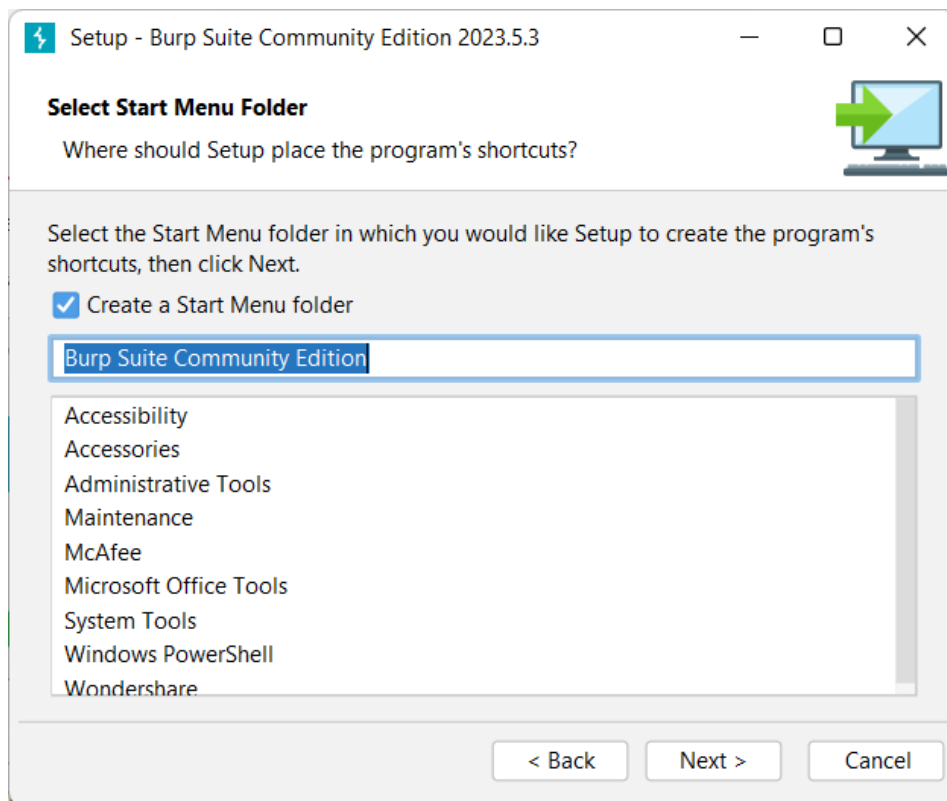 Setup - Burp Suite Community Edition 2023.5.3
Select Start Menu Folder
Where should Setup place the program's shortcuts?
Select the Start Menu folder in which you would like Setup to create the program's
shortcuts, then click Next.
Create a Start Menu folder
Burp Suite Community Edition
Accessibility
Accessories
Administrative Tools
Maintenance
McAfee
Microsoft Office Tools
System Tools
Windows PowerShell
Wondershare
< Back Next > Cancel